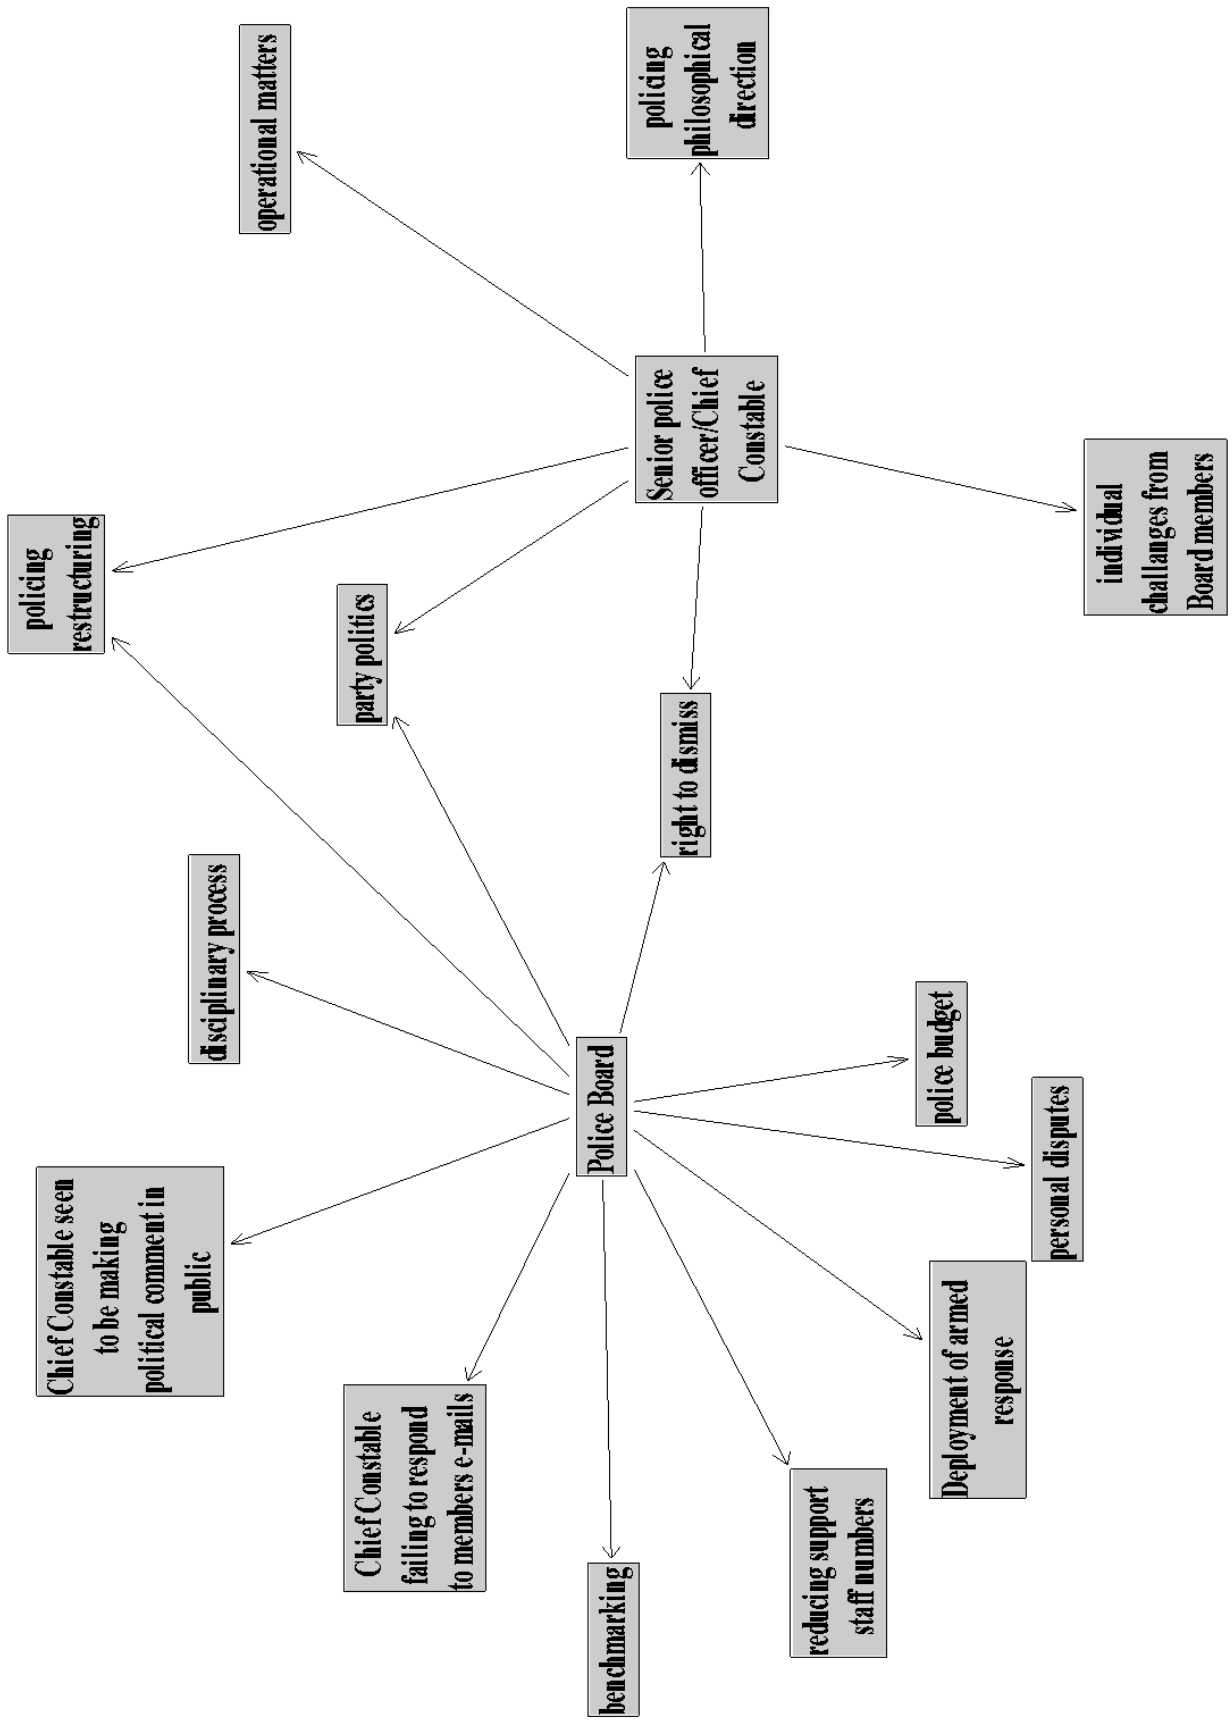 policing
restructuring
Chief Constable seen
to be making
political comment in
public
disciplinary process
operational matters
party politics
Chief Constable
failing to respond
to members e-mails
Police Board
benchmarking
policing
philosophical
direction
Senior police
officer/Chief
Constable
right to dismiss
reducing support
staff numbers
police budget
Deployment of armed
response
personal disputes
individual
challanges from
Board members